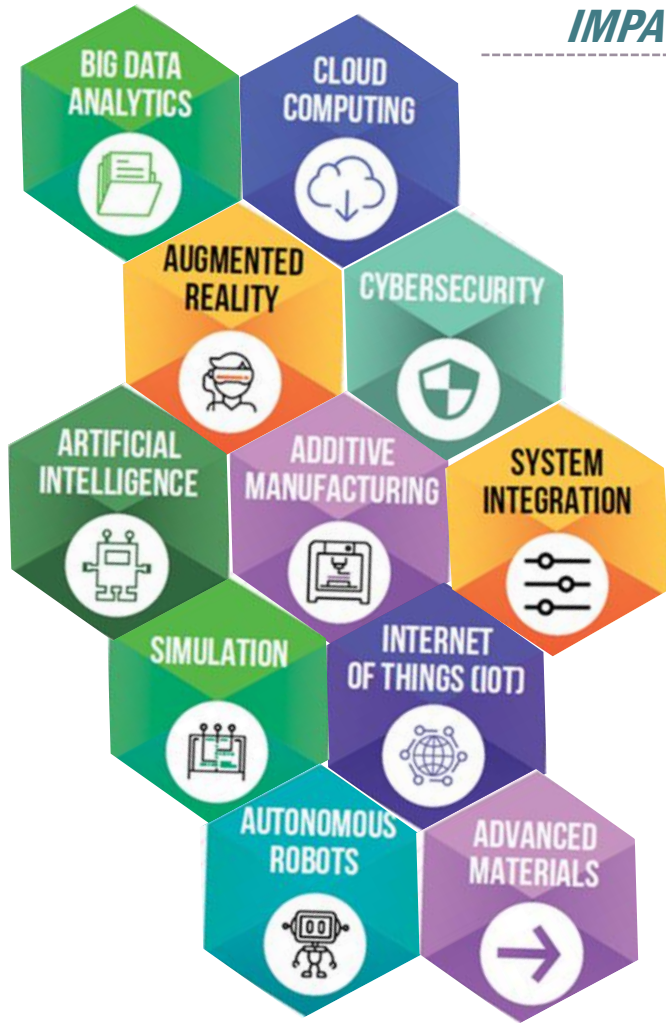 IMPA
BIG DATA
ANALYTICS
CLOUD
COMPUTING
AUGMENTED
REALITY
CYBERSECURITY
ARTIFICIAL
INTELLIGENCE
ADDITIVE
MANUFACTURING
SYSTEM
INTEGRATION
SIMULATION
INTERNET
OF THINGS (IOT)
AUTONOMOUS
ROBOTS
ADVANCED
MATERIALS